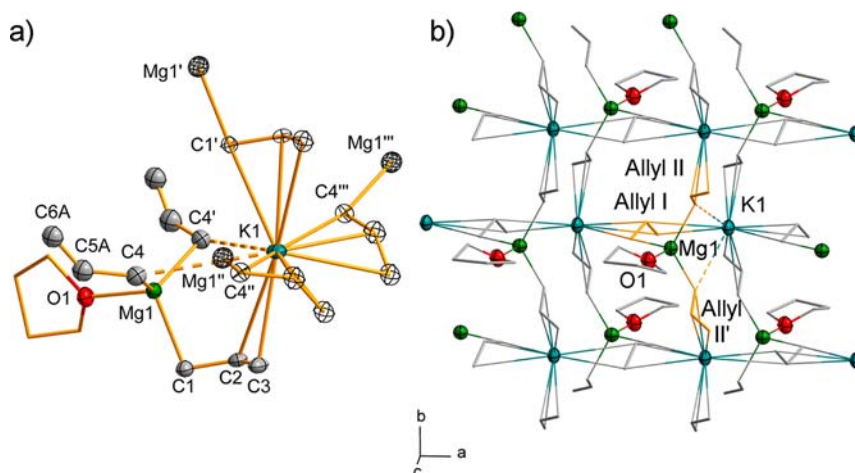 a)
Mg1'
C1'
Mg1'''
C4'''
C6A
C4'
K1
C5A
C4
Mg1''
C4''
O1
Mg1
C1
C2
C3
b)
Allyl II
Allyl I
K1
Mg1
O1
Allyl
II'
b
a
c